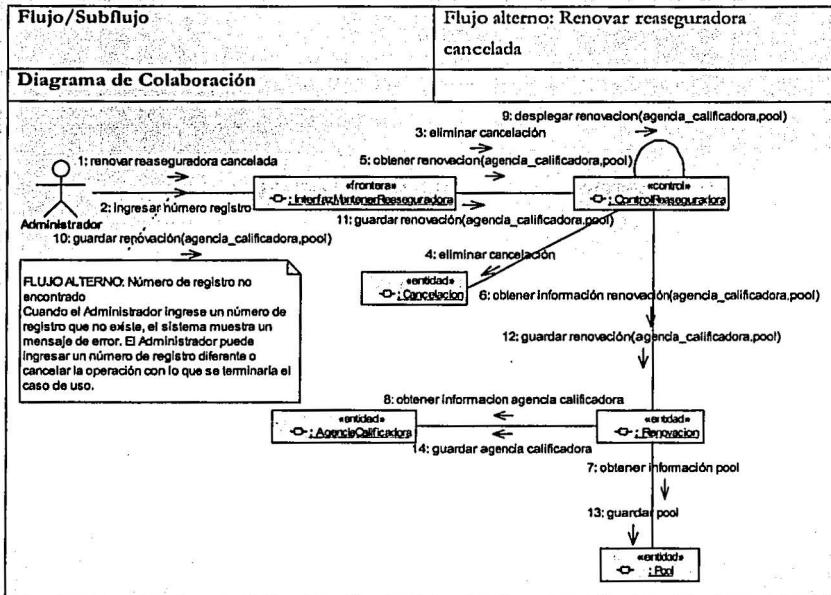 Flujo/Subflujo
Flujo alterno: Renovar reaseguradora
cancelada
Diagrama de Colaboración
9: desplegar renovacion(agencia_calificadora,pool)
3: eliminar cancelación
1: renovar reaseguradora cancelada
5: obtener renovacion(agencia_calificadora,pool)
«frontera»
: InterfazMantenerReaseguradora
«control»
: ControlReaseguradora
2: Ingresar número registro
11: guardar renovación(agencia_calificadora,pool)
Administrador
10: guardar renovación(agencia_calificadora,pool)
4: eliminar cancelación
FLUJO ALTERNO: Número de registro no
encontrado
Cuando el Administrador ingrese un número de
registro que no existe, el sistema muestra un
mensaje de error. El Administrador puede
ingresar un número de registro diferente o
cancelar la operación con lo que se terminaría el
caso de uso.
«entidad»
: Cancelacion
6: obtener información renovación(agencia_calificadora,pool)
12: guardar renovación(agencia_calificadora,pool)
8: obtener informacion agencia calificadora
«entidad»
: AgenciaCalificadora
«entidad»
: Renovacion
14: guardar agencia calificadora
7: obtener información pool
13: guardar pool
«entidad»
: Pool